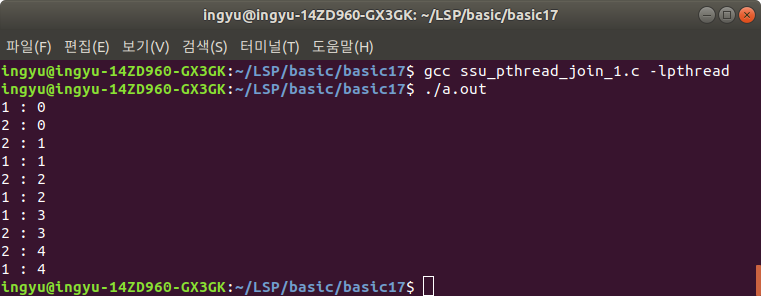 ingyu@ingyu-14ZD960-GX3GK: ~/LSP/basic/basic17
파일(F) 편집(E) 보기(V) 검색(S) 터미널(T) 도움말(H)
ingyu@ingyu-14ZD960-GX3GK:~/LSP/basic/basic17$ gcc ssu_pthread_join_1.c -lpthread
ingyu@ingyu-14ZD960-GX3GK:~/LSP/basic/basic17$ ./a.out
1 : 0
2 : 0
2 : 1
1 : 1
2 : 2
1 : 2
1 : 3
2 : 3
2 : 4
1 : 4
ingyu@ingyu-14ZD960-GX3GK:~/LSP/basic/basic17$